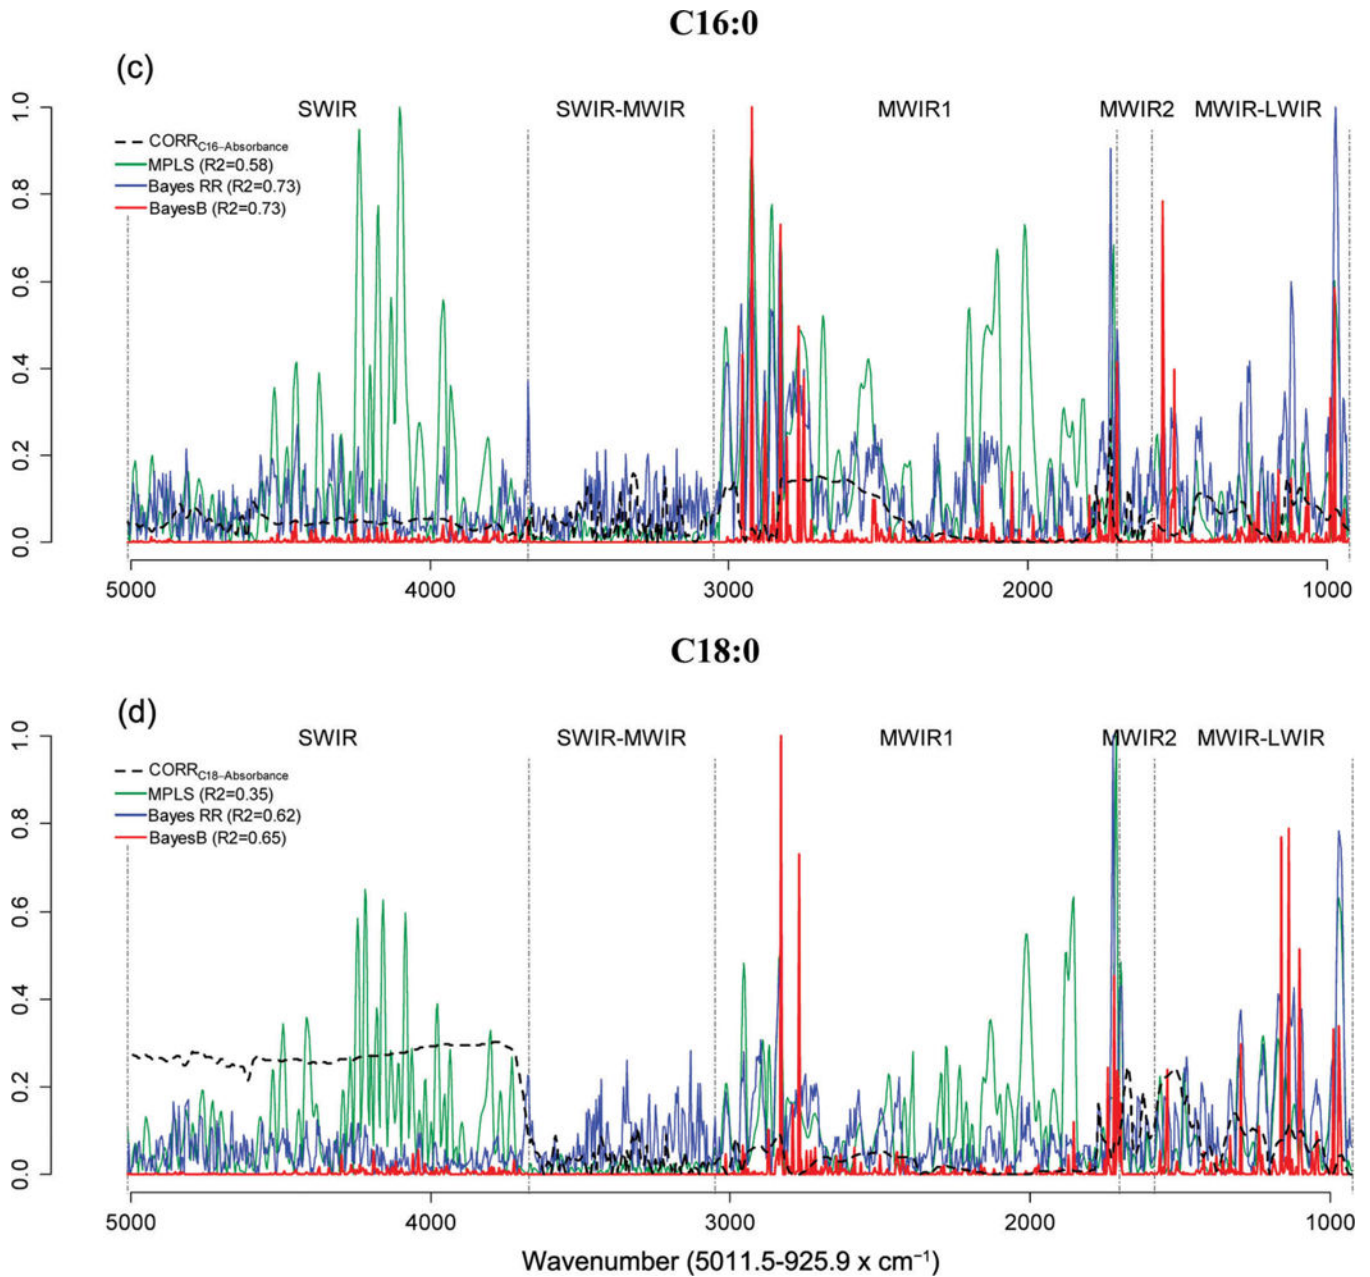 C16:0
(c)
SWIR SWIR-MWIR MWIR1 MWIR2 MWIR-LWIR
CORRC16–Absorbance
MPLS (R2=0.58)
Bayes RR (R2=0.73)
BayesB (R2=0.73)
1.0
0.8
0.6
0.4
0.2
0.0
5000 4000 3000 2000 1000
C18:0
(d)
SWIR SWIR-MWIR MWIR1 MWIR2 MWIR-LWIR
CORRC18–Absorbance
MPLS (R2=0.35)
Bayes RR (R2=0.62)
BayesB (R2=0.65)
1.0
0.8
0.6
0.4
0.2
0.0
5000 4000 3000 2000 1000
Wavenumber (5011.5-925.9 x cm⁻¹)